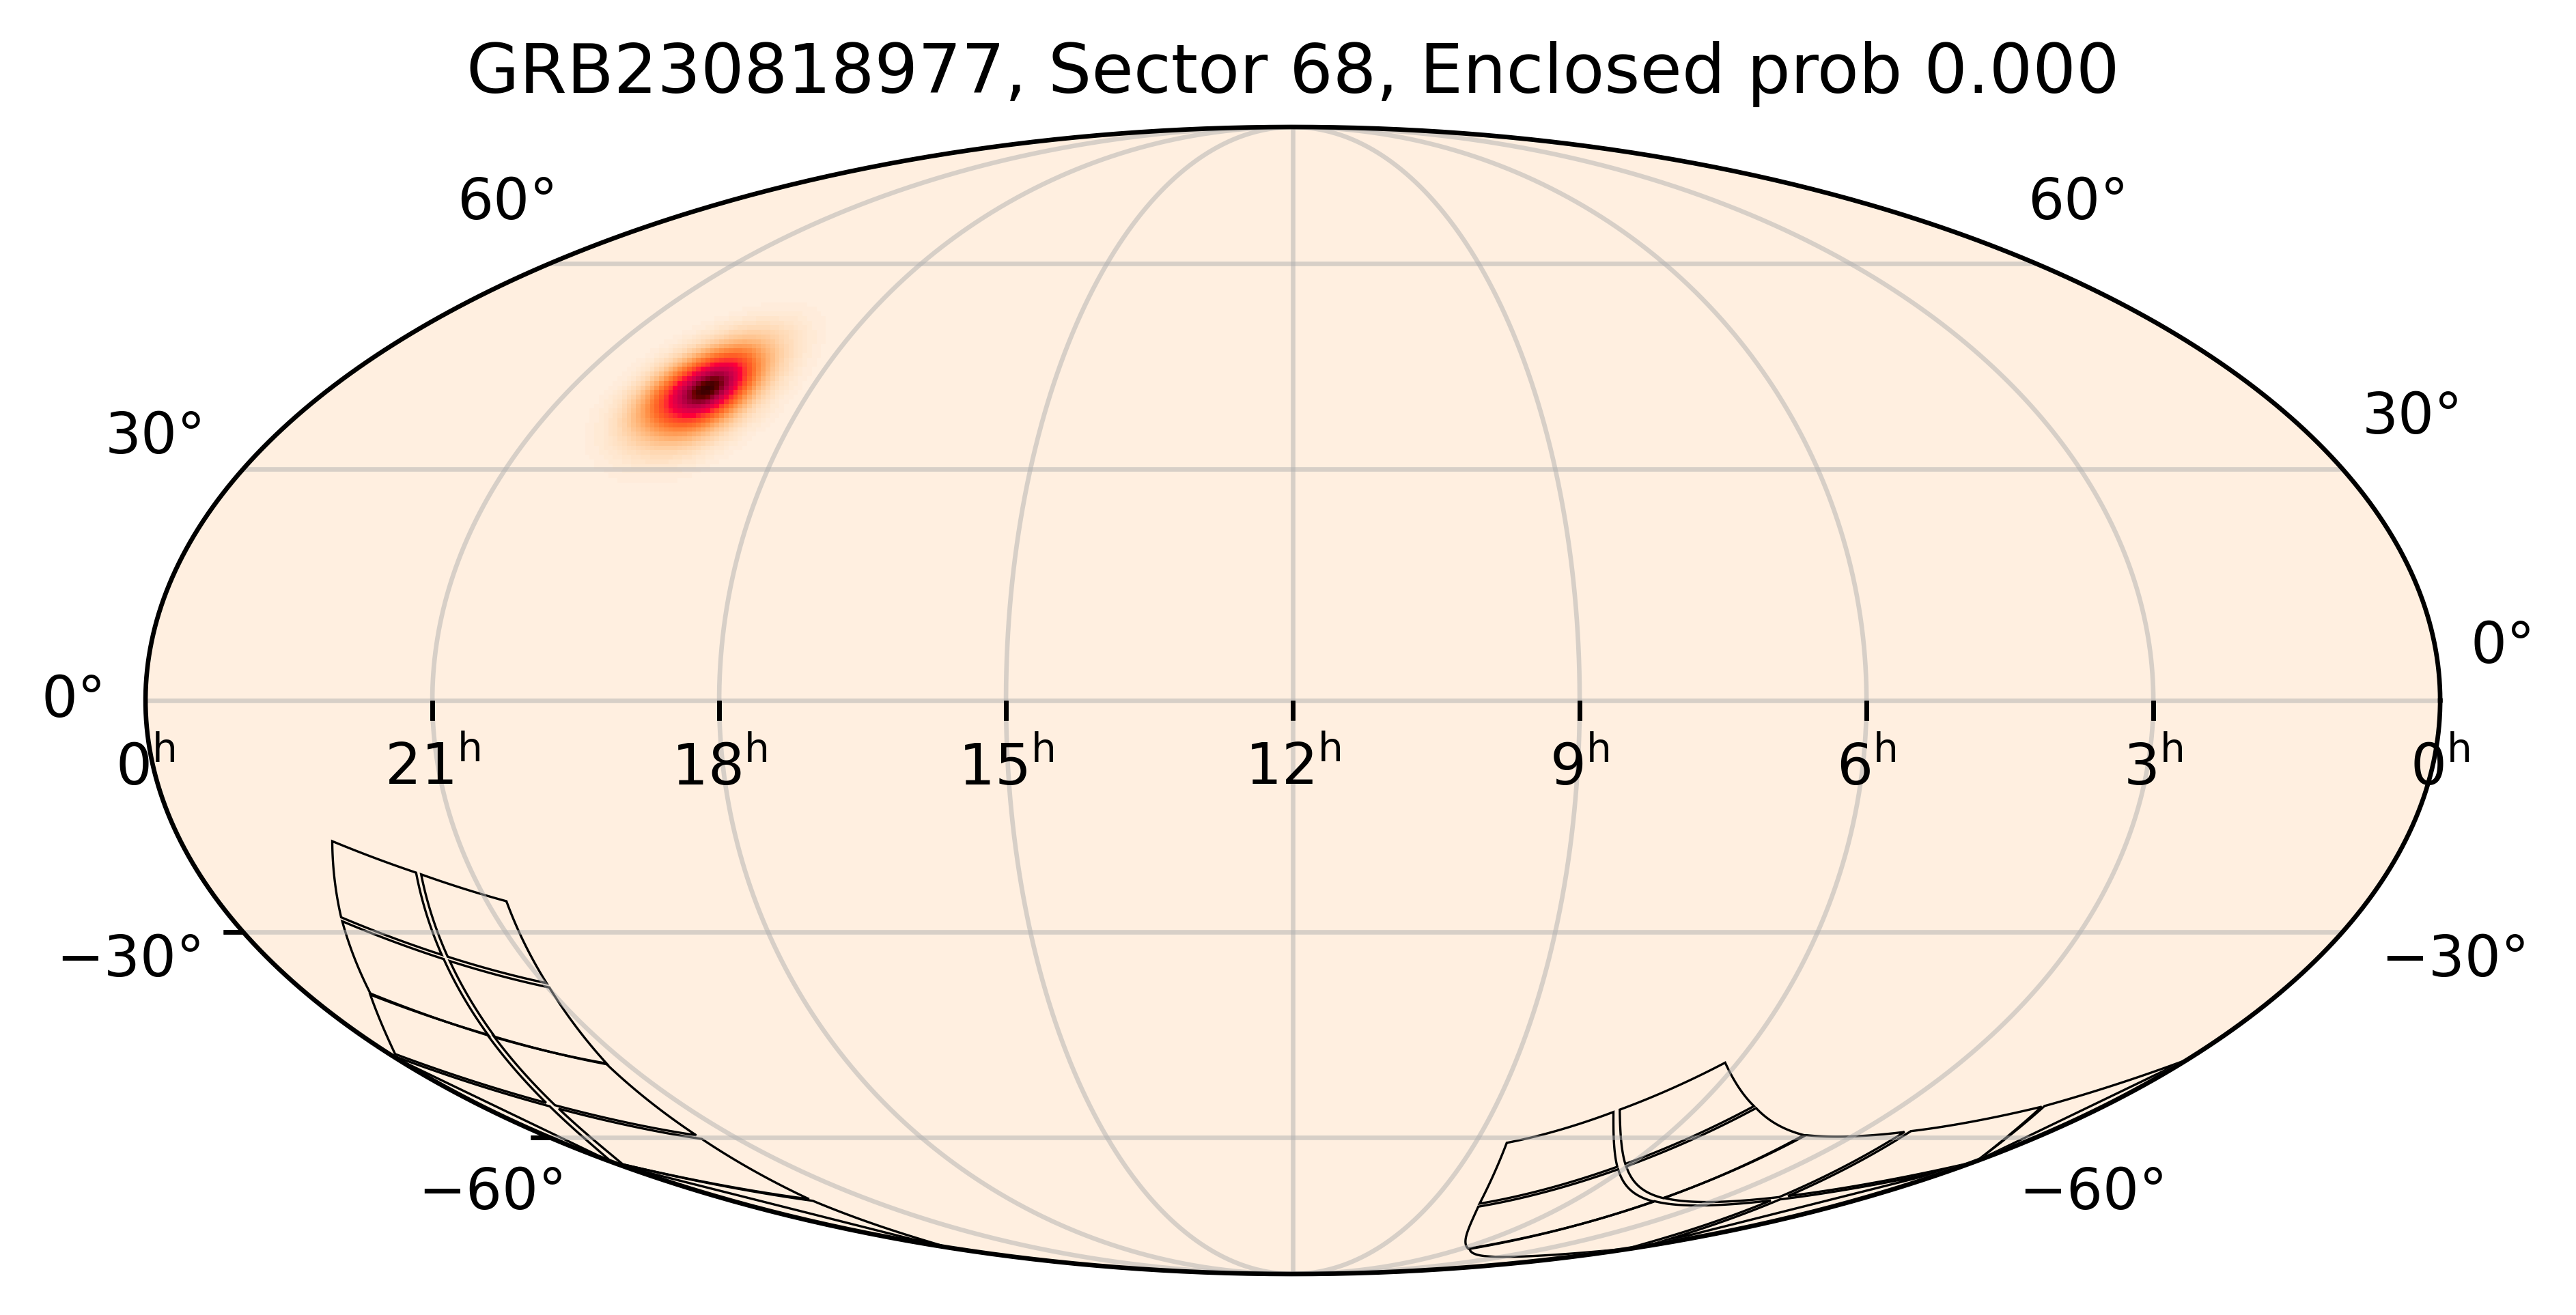 GRB230818977, Sector 68, Enclosed prob 0.000
60° 60°
30° 30°
0° 0°
0ʰ 21ʰ 18ʰ 15ʰ 12ʰ 9ʰ 6ʰ 3ʰ 0ʰ
−30° −30°
−60° −60°